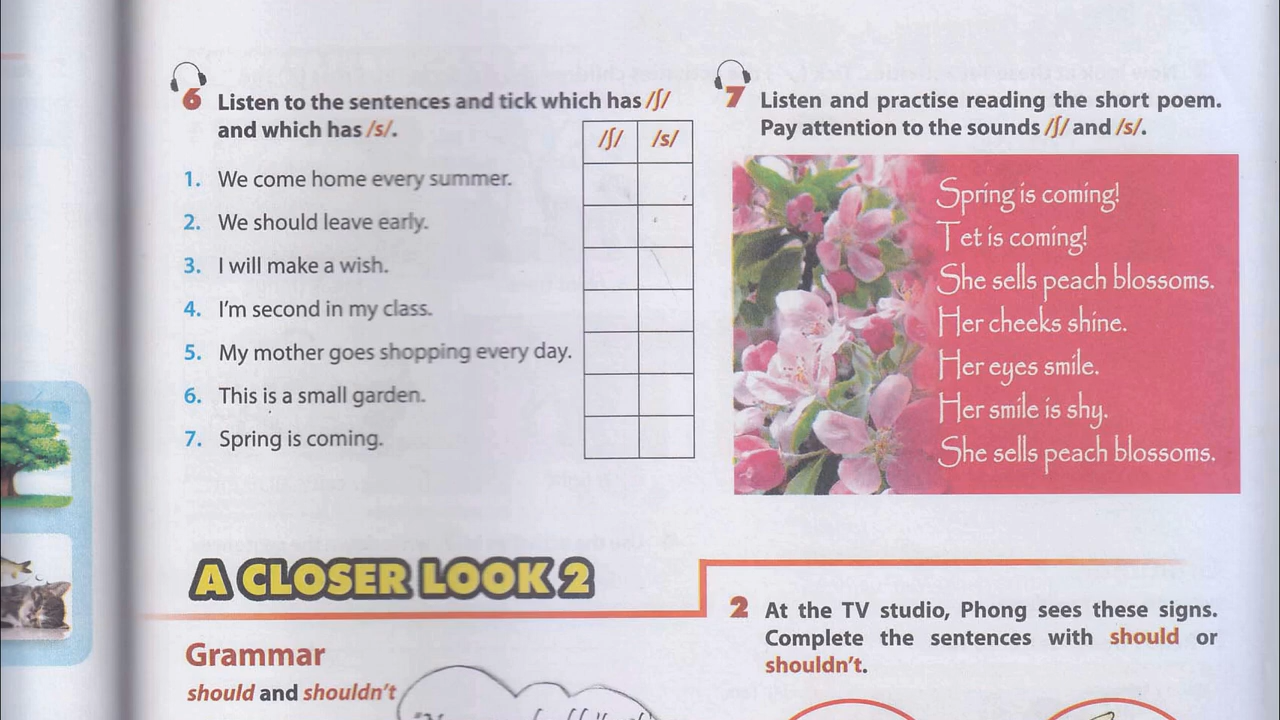 6 Listen to the sentences and tick which has /ʃ/
and which has /s/.
/ʃ/ /s/
1. We come home every summer.
2. We should leave early.
3. I will make a wish.
4. I'm second in my class.
5. My mother goes shopping every day.
6. This is a small garden.
7. Spring is coming.
7 Listen and practise reading the short poem.
Pay attention to the sounds /ʃ/ and /s/.
Spring is coming!
Tet is coming!
She sells peach blossoms.
Her cheeks shine.
Her eyes smile.
Her smile is shy.
She sells peach blossoms.
A CLOSER LOOK 2
Grammar
should and shouldn't
2 At the TV studio, Phong sees these signs.
Complete the sentences with should or
shouldn't.